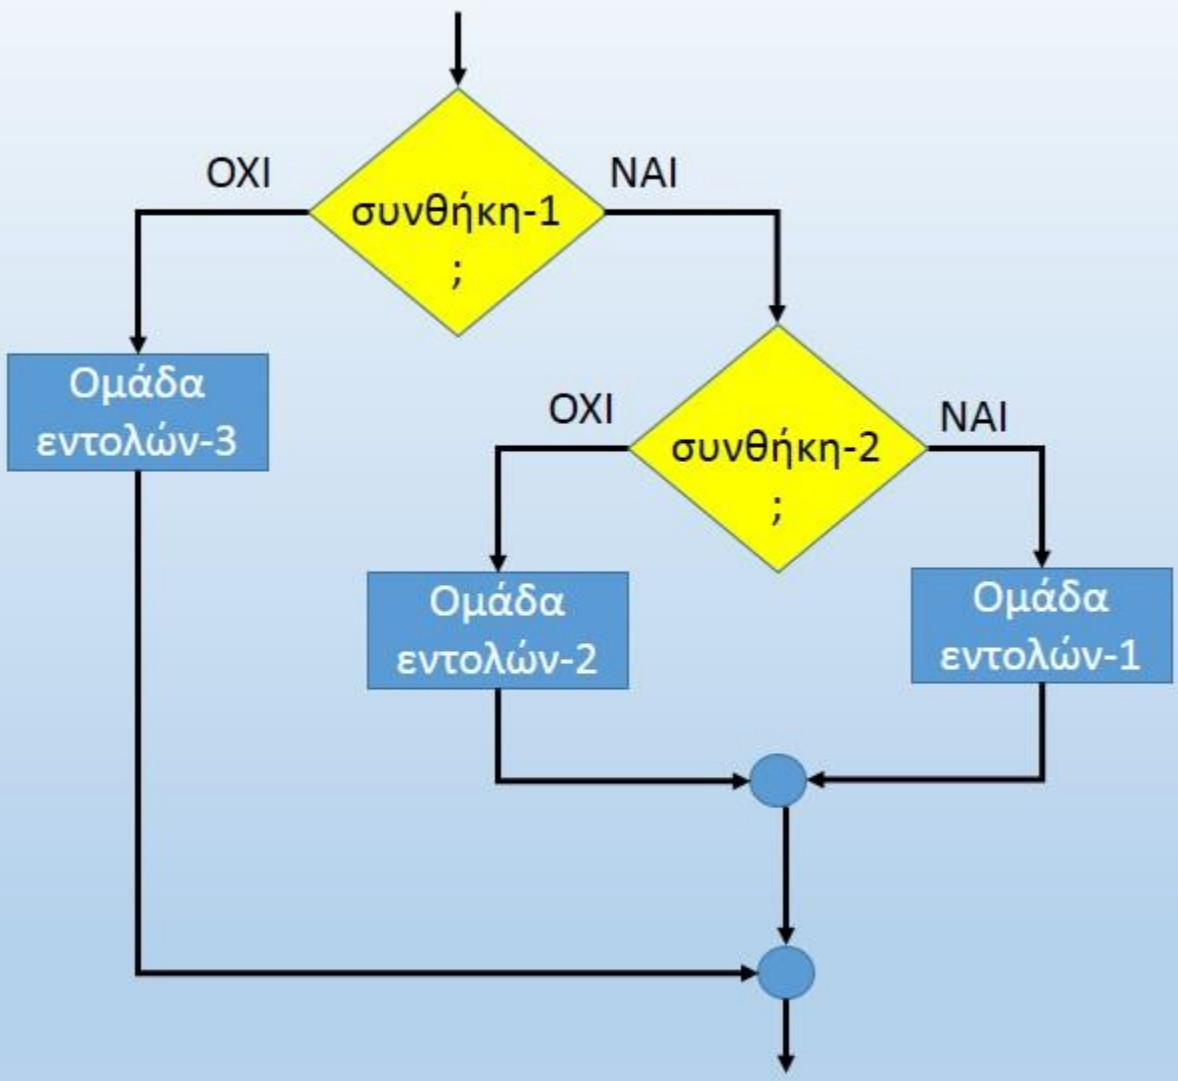 ΟΧΙ
ΝΑΙ
συνθήκη-1
;
Ομάδα
εντολών-3
ΟΧΙ
ΝΑΙ
συνθήκη-2
;
Ομάδα
εντολών-2
Ομάδα
εντολών-1